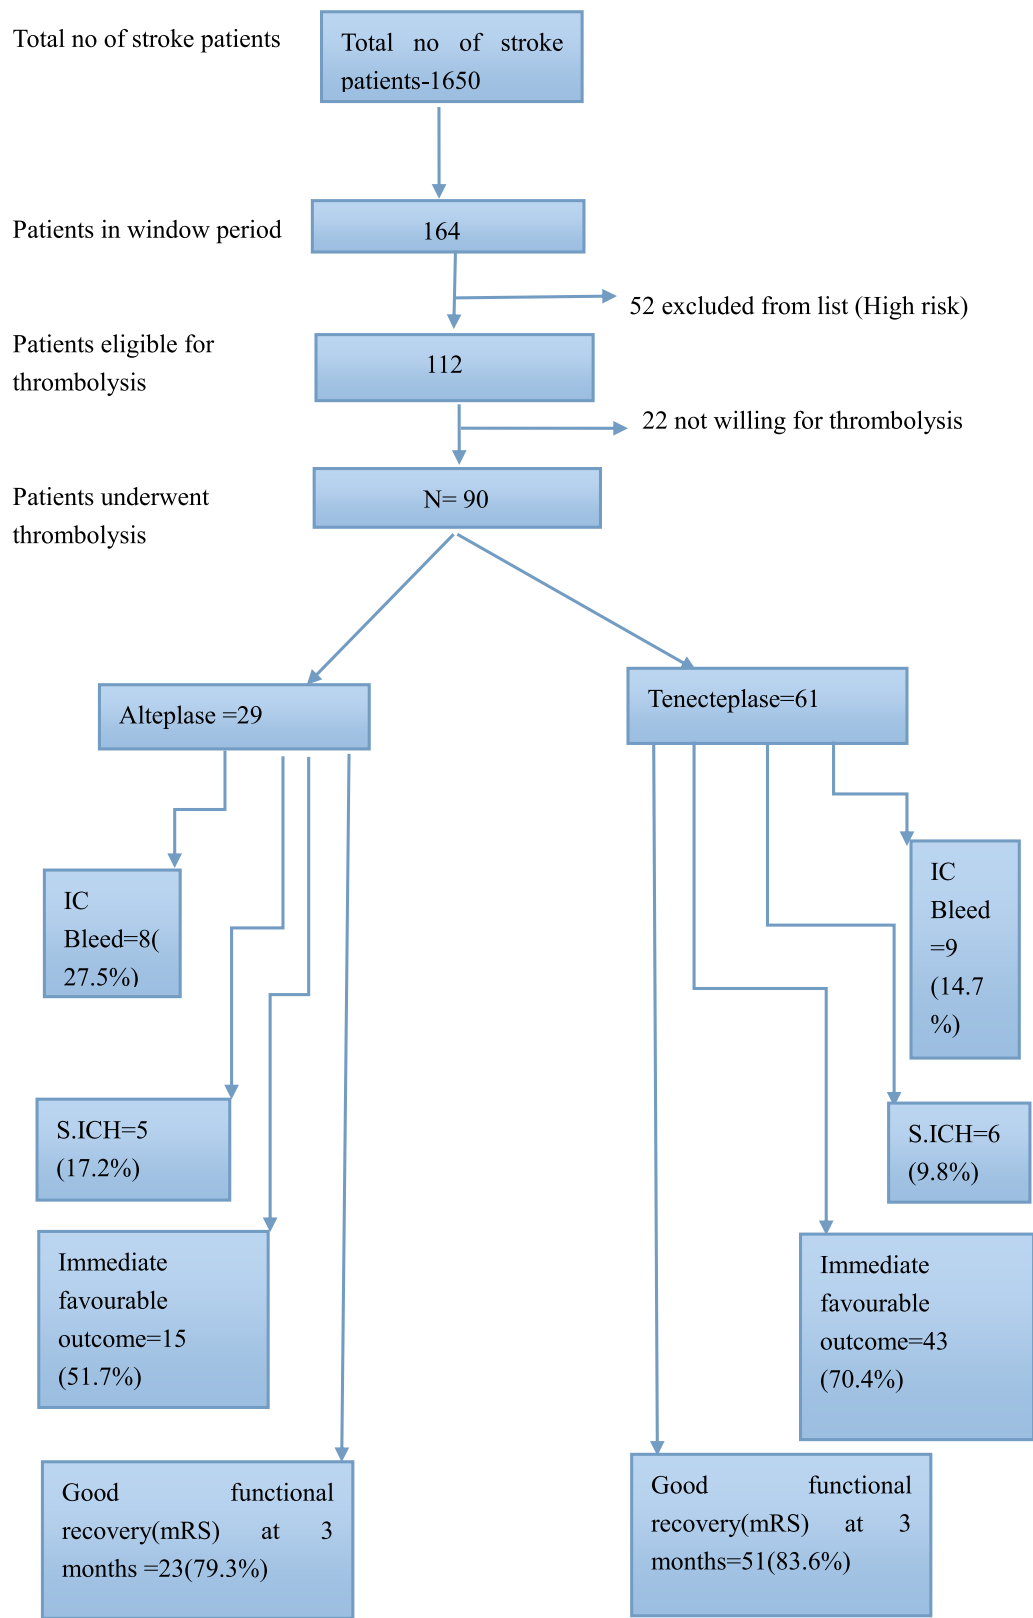 Total no of stroke patients
Total no of stroke
patients-1650
Patients in window period
164
52 excluded from list (High risk)
Patients eligible for
thrombolysis
112
22 not willing for thrombolysis
Patients underwent
thrombolysis
N= 90
Alteplase =29
Tenecteplase=61
IC
Bleed=8(
27.5%)
IC
Bleed
=9
(14.7
%)
S.ICH=5
(17.2%)
S.ICH=6
(9.8%)
Immediate
favourable
outcome=15
(51.7%)
Immediate
favourable
outcome=43
(70.4%)
Good functional
recovery(mRS) at 3
months =23(79.3%)
Good functional
recovery(mRS) at 3
months=51(83.6%)